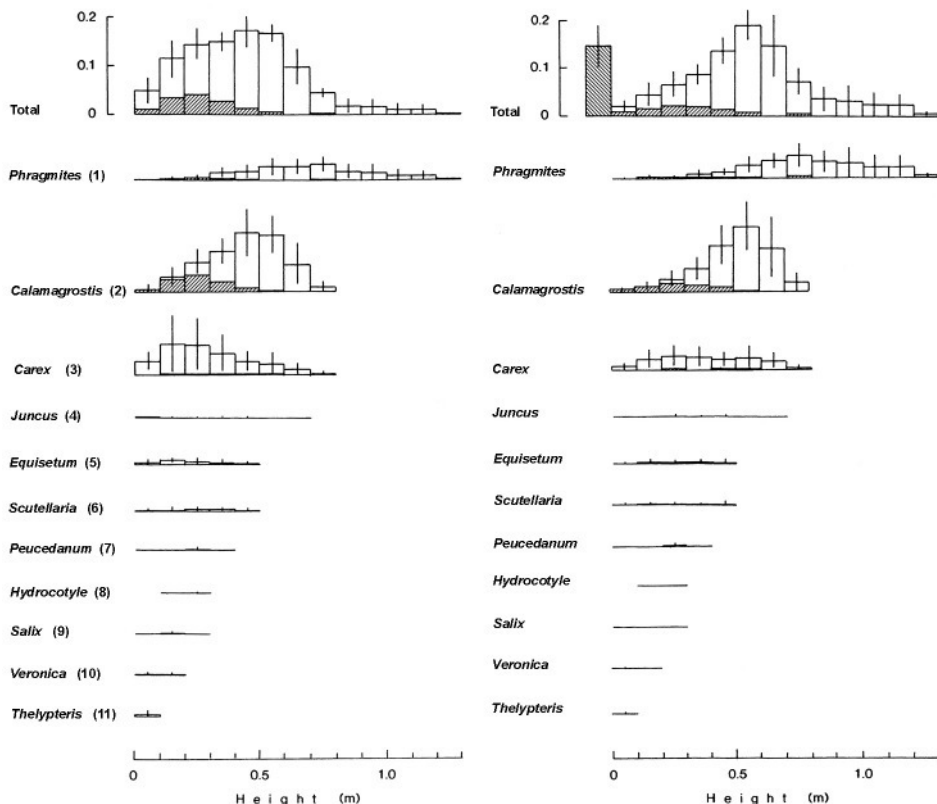 0.2
0.1
Total 0
Phragmites (1)
Calamagrostis (2)
Carex (3)
Juncus (4)
Equisetum (5)
Scutellaria (6)
Peucedanum (7)
Hydrocotyle (8)
Salix (9)
Veronica (10)
Thelypteris (11)
0 0.5 1.0
Height (m)
0.2
0.1
Total 0
Phragmites
Calamagrostis
Carex
Juncus
Equisetum
Scutellaria
Peucedanum
Hydrocotyle
Salix
Veronica
Thelypteris
0 0.5 1.0
Height (m)